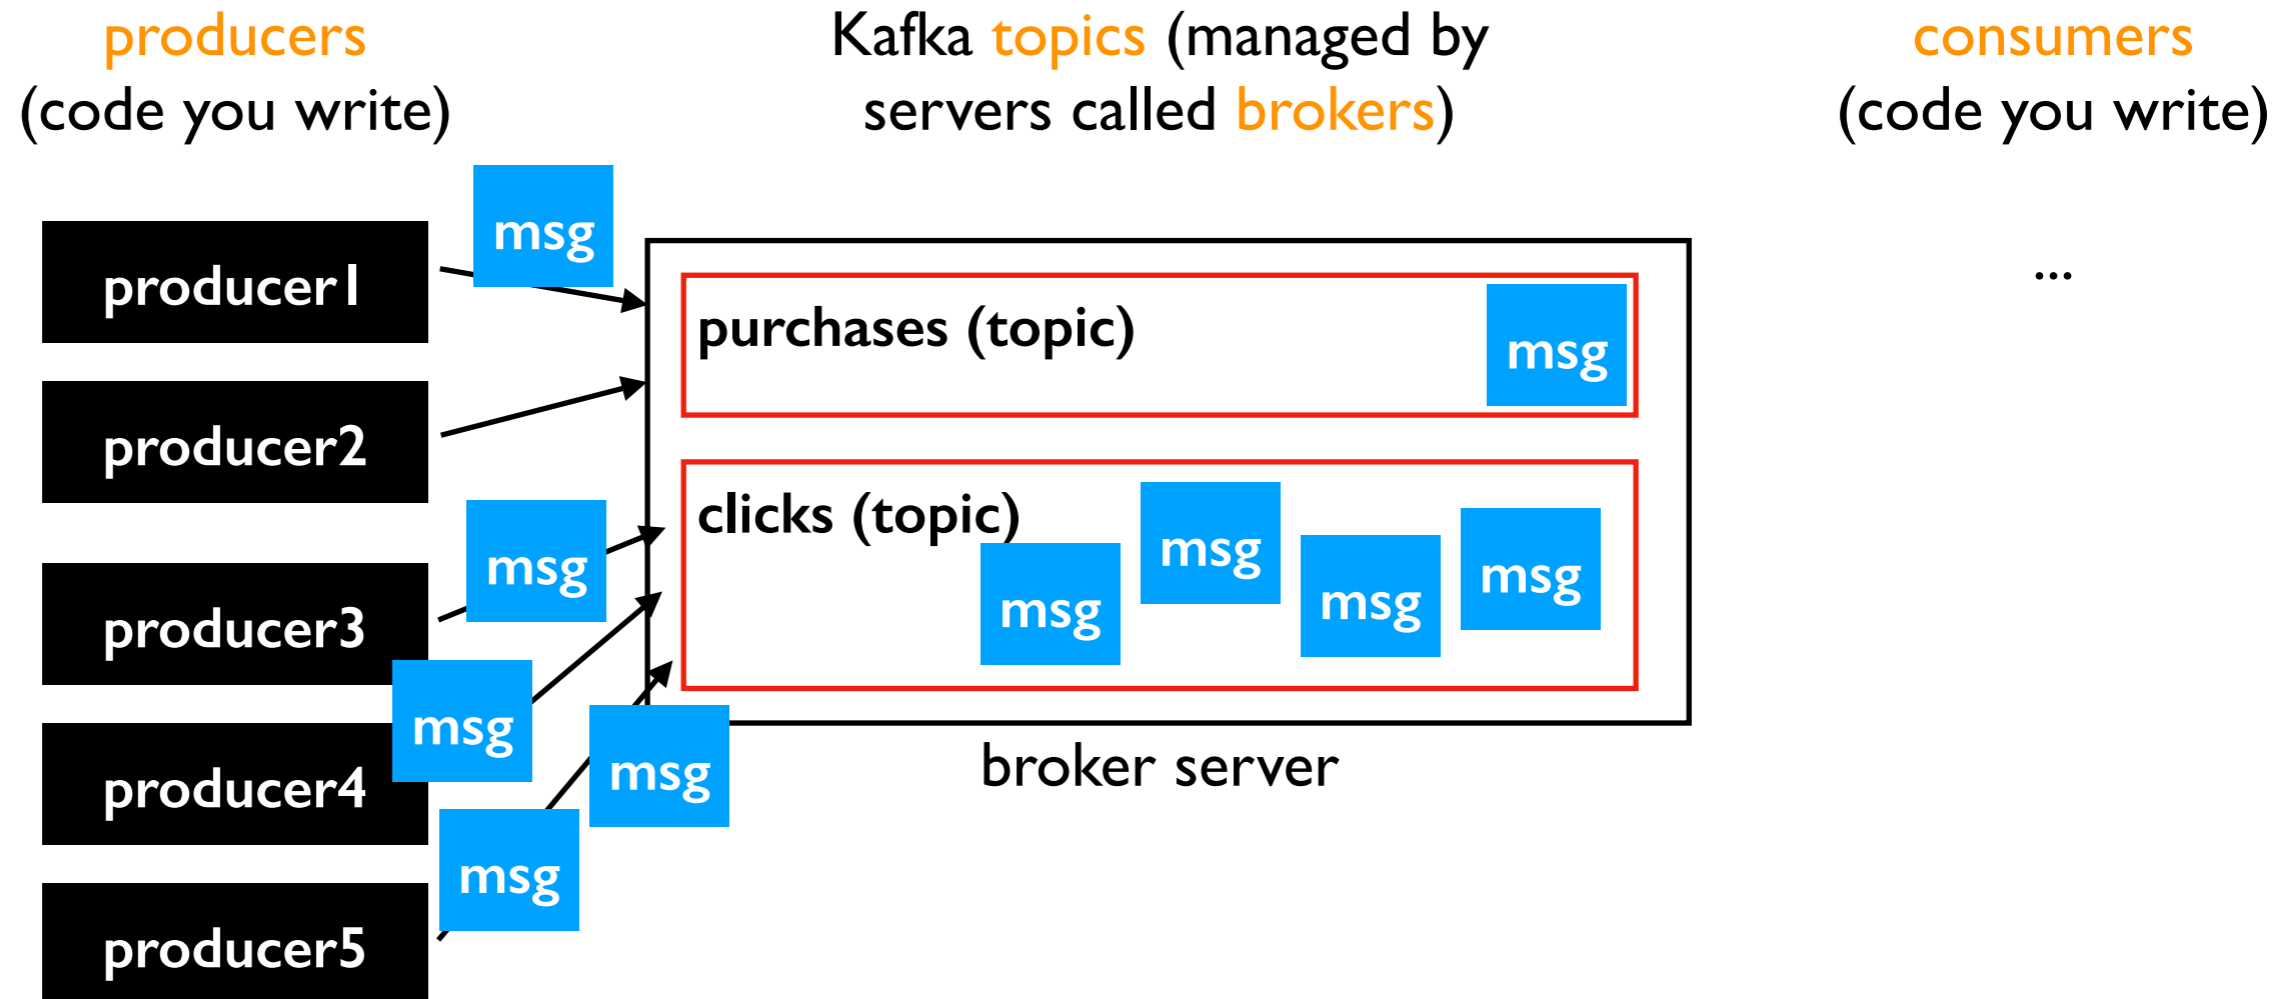 producers
(code you write)
Kafka topics (managed by
servers called brokers)
consumers
(code you write)
msg
producer1
purchases (topic)
msg
...
producer2
clicks (topic)
msg
msg
msg
msg
msg
producer3
msg
producer4
msg
broker server
msg
producer5